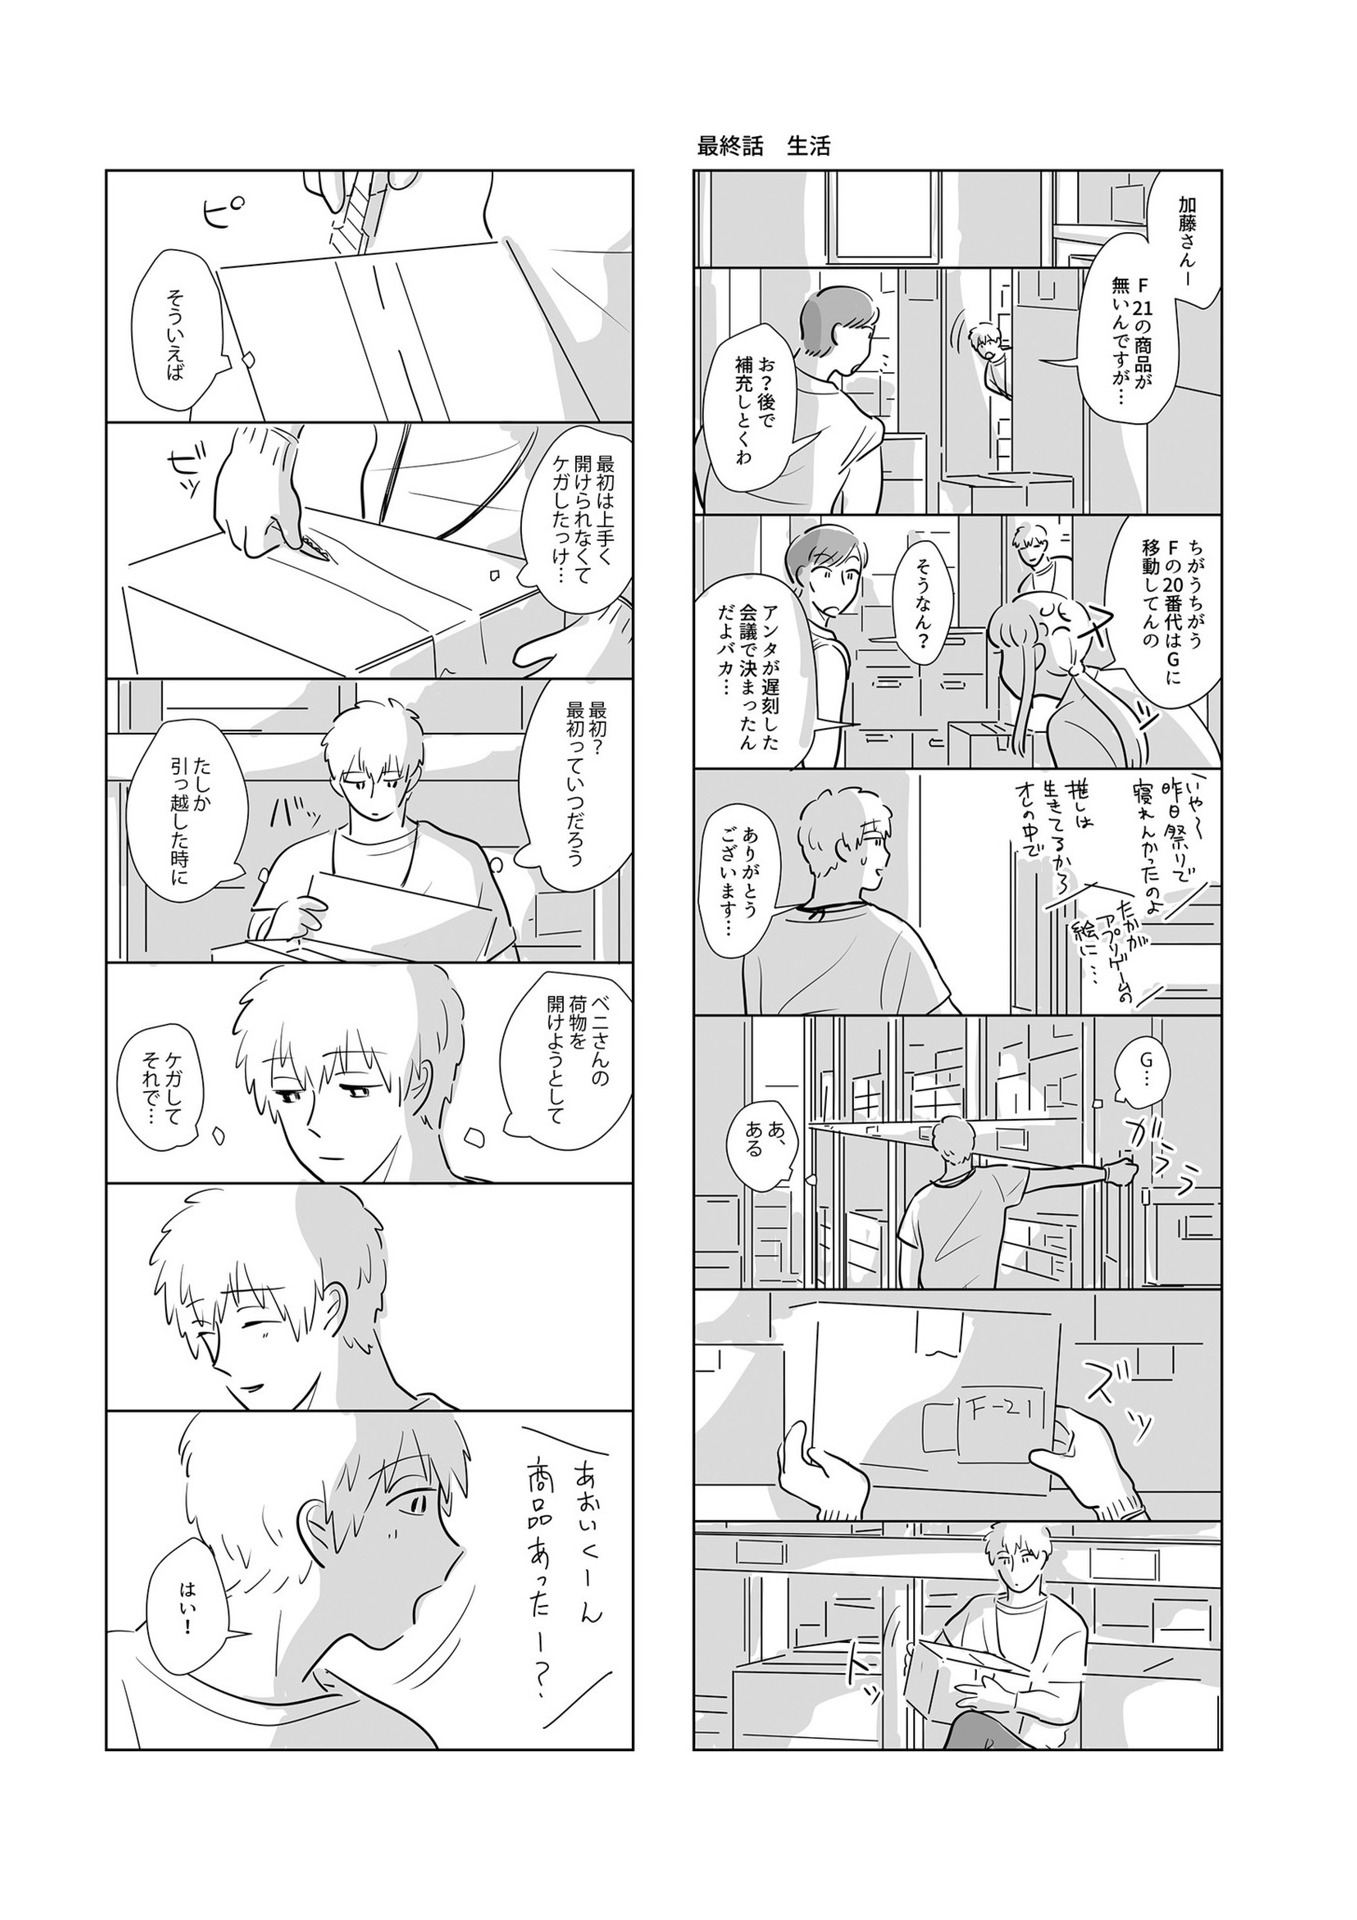 最終話　生活
加藤さんー
F21の商品が
無いんですが…
お？後で
補充しとくわ
ちがうちがう
Fの20番代はGに
移動してんの
そうなん？
アンタが遅刻した
会議で決まったん
だよバカ…
いや〜
昨日祭りで
寝れんかったのよ
推しは
生きてるから
オレの中で
たかが
アプリゲームの
絵に…
ありがとう
ございます…
G…
がらら
あ、
ある
F-21
ズッ
トッ
ピ
そういえば
最初は上手く
開けられなくて
ケガしたっけ…
ビッ
最初？
最初っていつだろう
バッ
たしか
引っ越した時に
ベニさんの
荷物を
開けようとして
ケガして
それで…
あおいくーん
商品あったー？
はい！